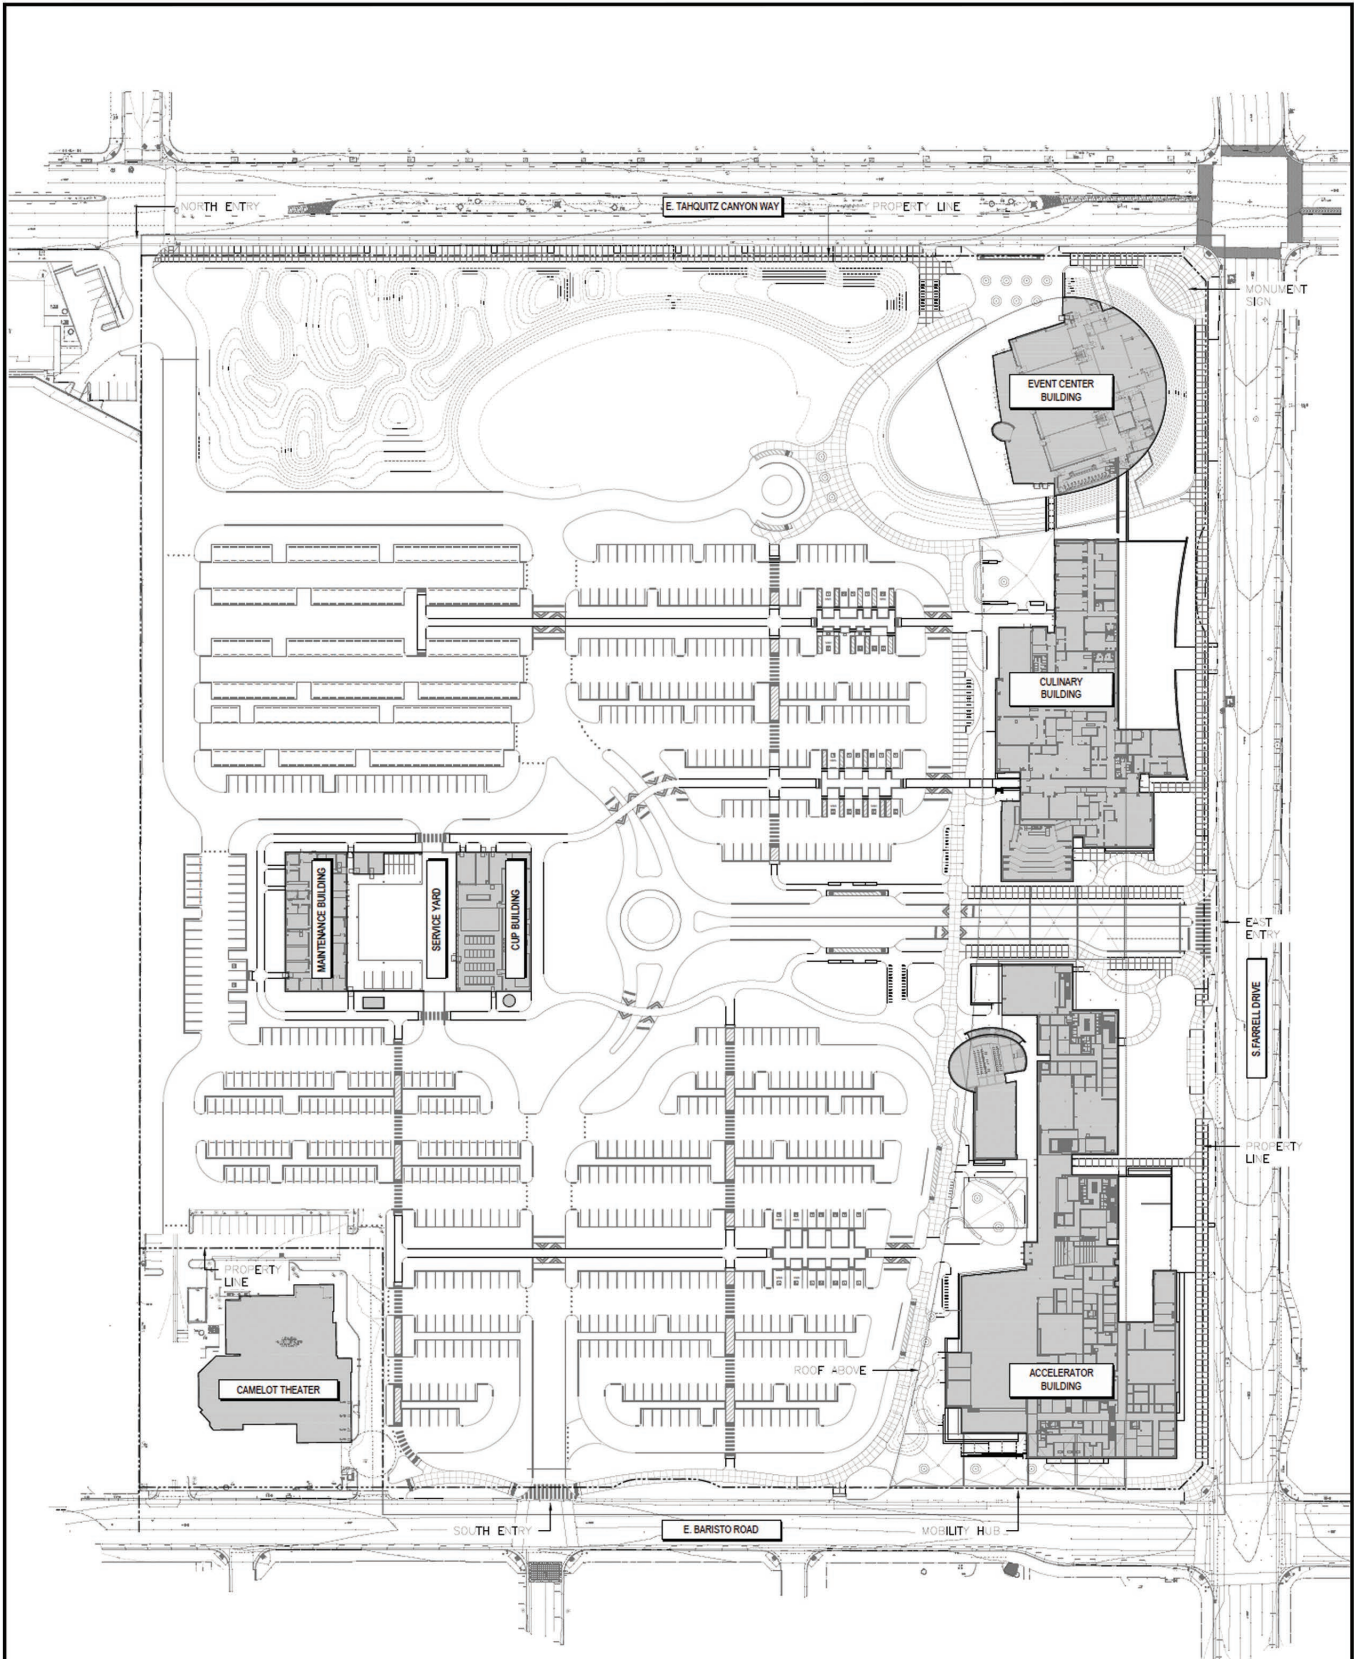 NORTH ENTRY
E. TAHQUITZ CANYON WAY
PROPERTY LINE
MONUMENT
SIGN
EVENT CENTER
BUILDING
CULINARY
BUILDING
MAINTENANCE BUILDING
SERVICE YARD
CUP BUILDING
EAST
ENTRY
S.FARRELL DRIVE
PROPERTY
LINE
PROPERTY
LINE
ROOF ABOVE
CAMELOT THEATER
ACCELERATOR
BUILDING
SOUTH ENTRY
E. BARISTO ROAD
MOBILITY HUB